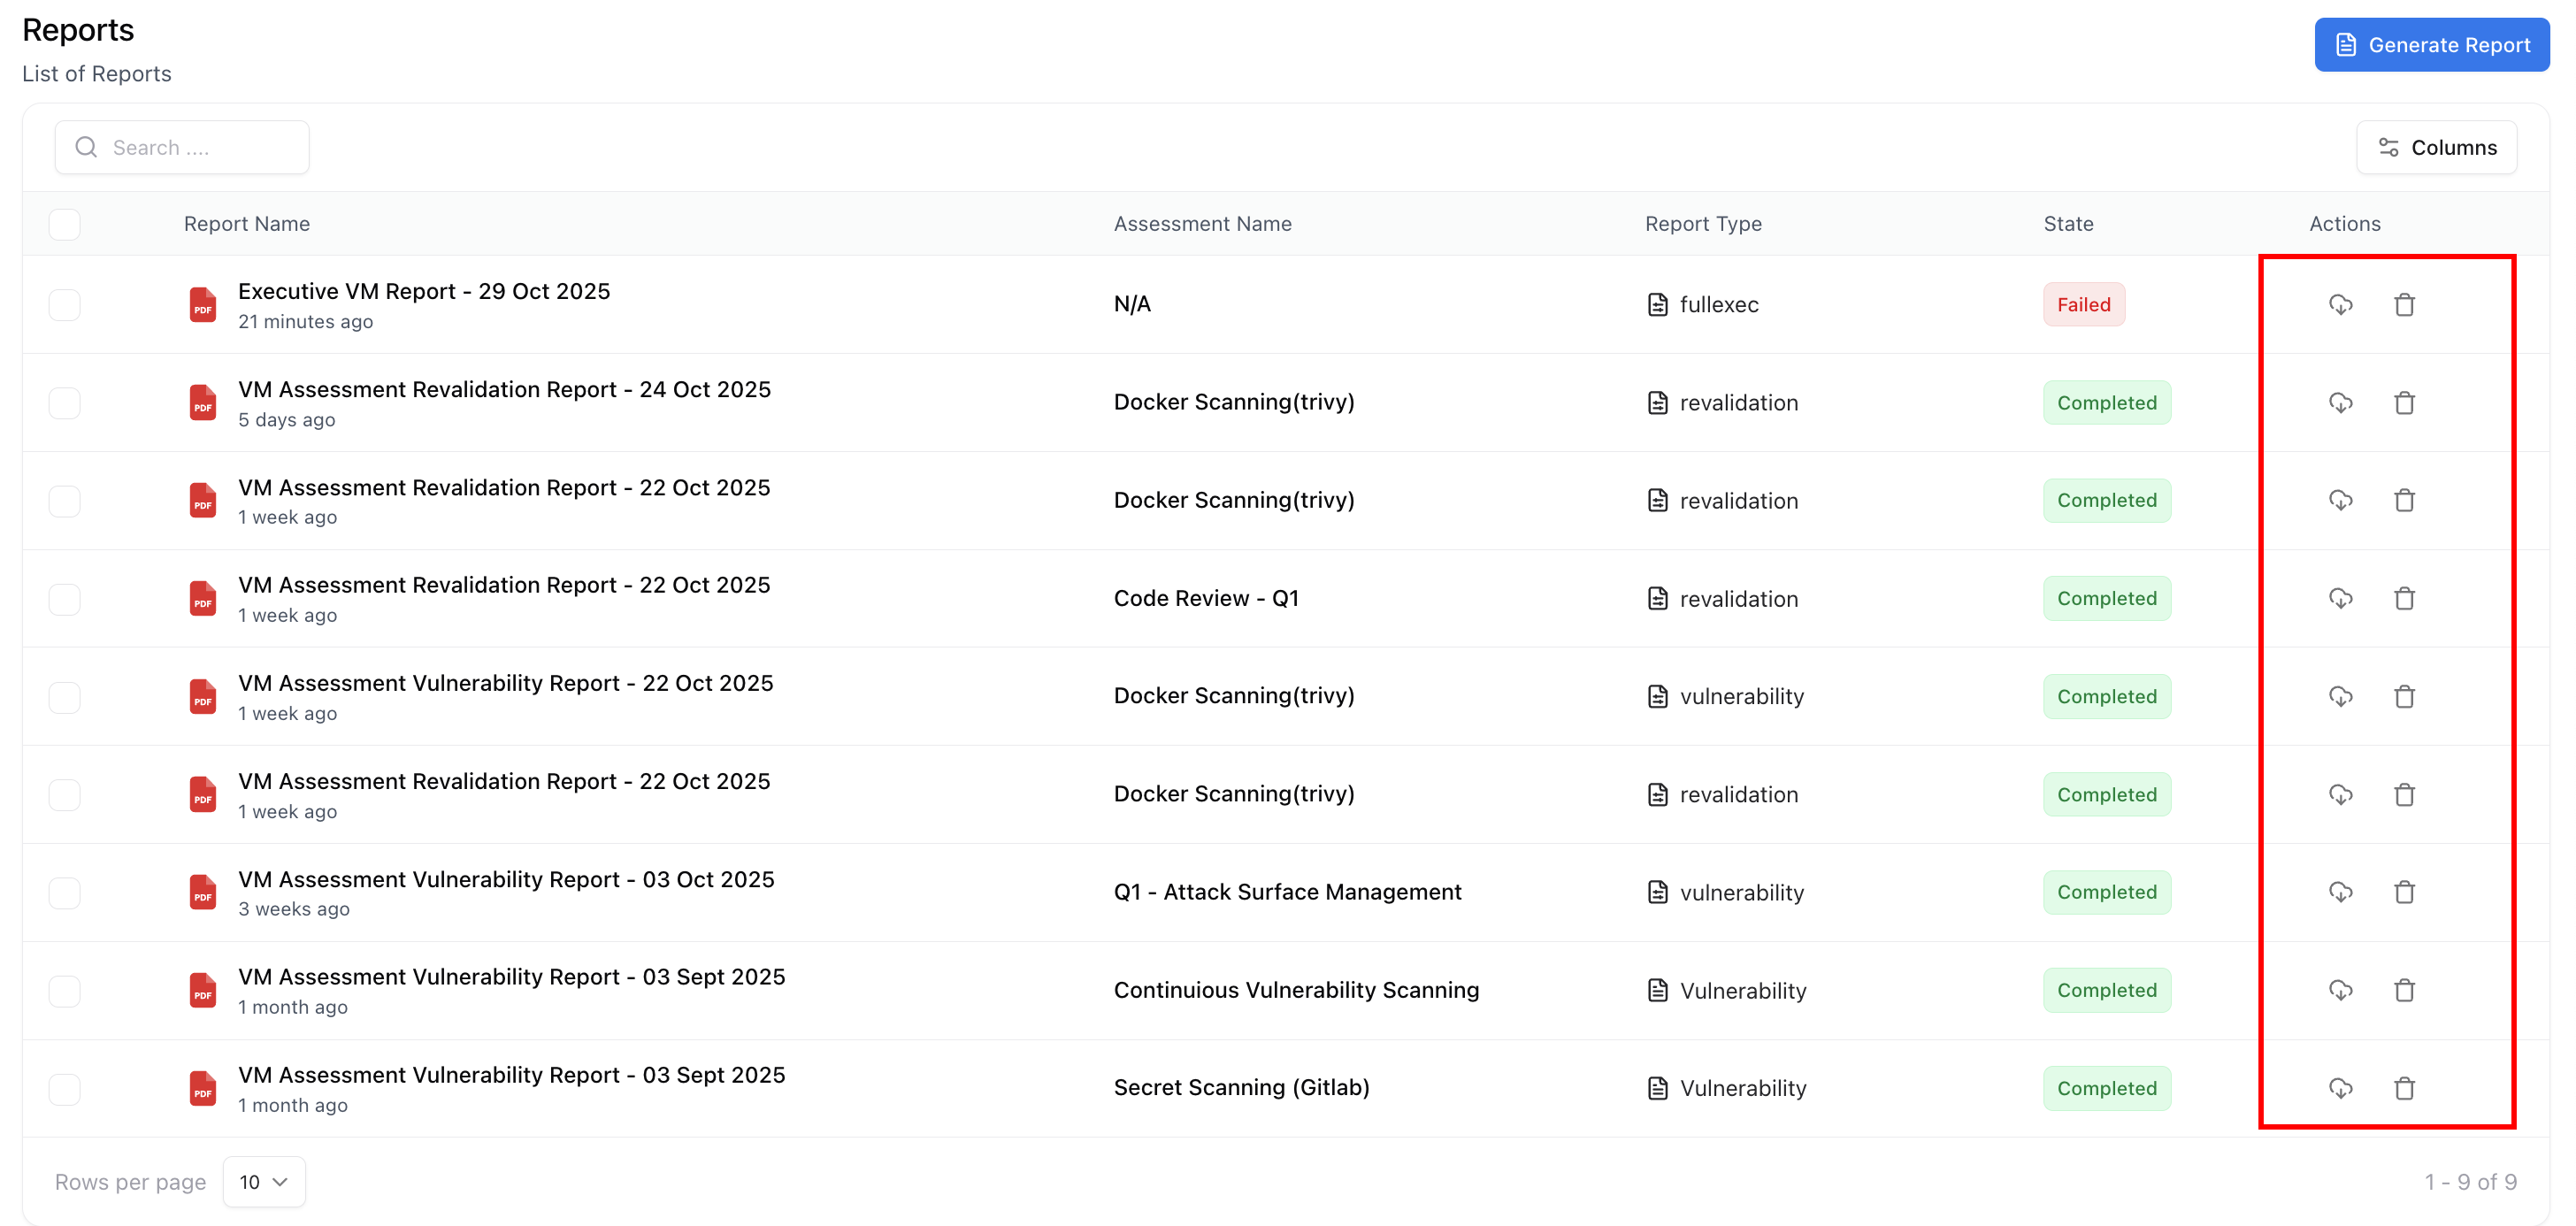 Reports
Generate Report
List of Reports
Search ....
Columns
Report Name Assessment Name Report Type State Actions
PDF Executive VM Report - 29 Oct 2025 N/A fullexec Failed
21 minutes ago
PDF VM Assessment Revalidation Report - 24 Oct 2025 Docker Scanning(trivy) revalidation Completed
5 days ago
PDF VM Assessment Revalidation Report - 22 Oct 2025 Docker Scanning(trivy) revalidation Completed
1 week ago
PDF VM Assessment Revalidation Report - 22 Oct 2025 Code Review - Q1 revalidation Completed
1 week ago
PDF VM Assessment Vulnerability Report - 22 Oct 2025 Docker Scanning(trivy) vulnerability Completed
1 week ago
PDF VM Assessment Revalidation Report - 22 Oct 2025 Docker Scanning(trivy) revalidation Completed
1 week ago
PDF VM Assessment Vulnerability Report - 03 Oct 2025 Q1 - Attack Surface Management vulnerability Completed
3 weeks ago
PDF VM Assessment Vulnerability Report - 03 Sept 2025 Continuious Vulnerability Scanning Vulnerability Completed
1 month ago
PDF VM Assessment Vulnerability Report - 03 Sept 2025 Secret Scanning (Gitlab) Vulnerability Completed
1 month ago
Rows per page 10 1 - 9 of 9